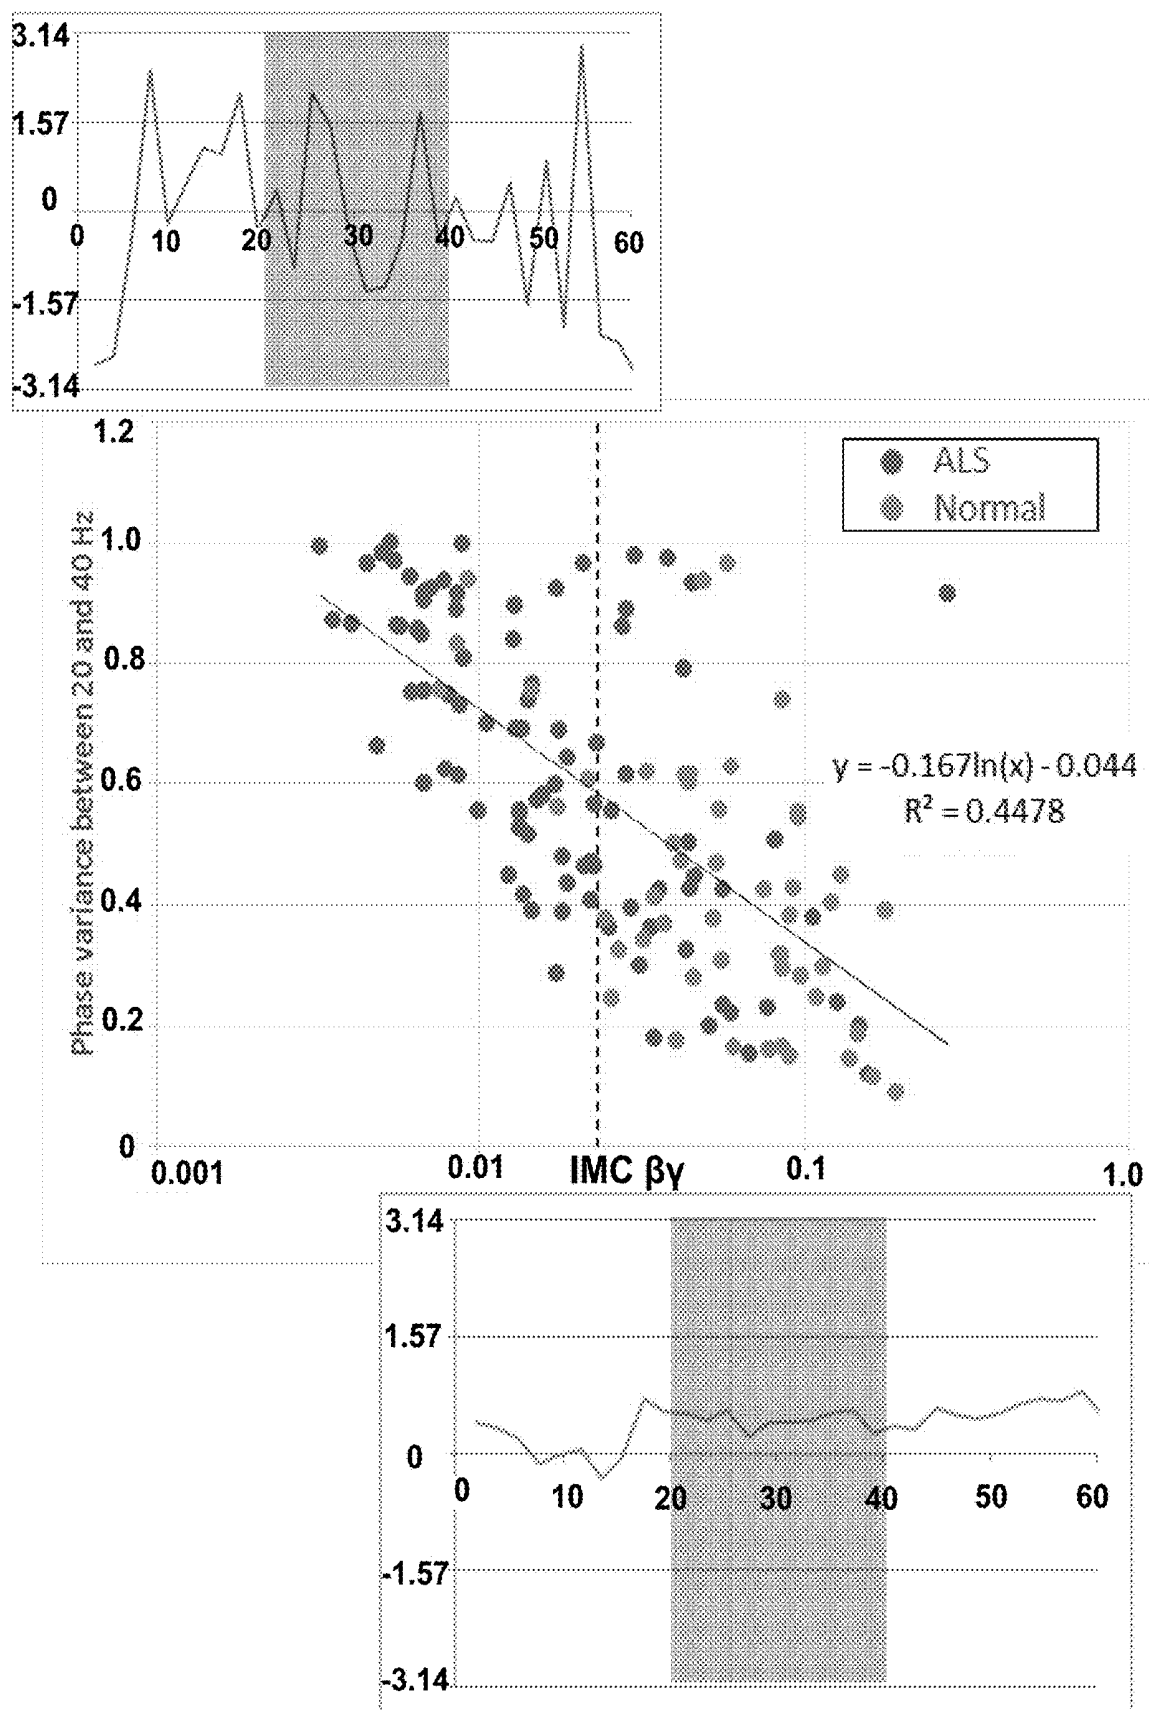 3.14
1.57
0
0 10 20 30 40 50 60
-1.57
-3.14
1.2
1.0
0.8
0.6
0.4
0.2
0
Phase variance between 20 and 40 Hz
ALS
Normal
y = -0.167ln(x) - 0.044
R² = 0.4478
0.001 0.01 IMC βγ 0.1 1.0
3.14
1.57
0
0 10 20 30 40 50 60
-1.57
-3.14